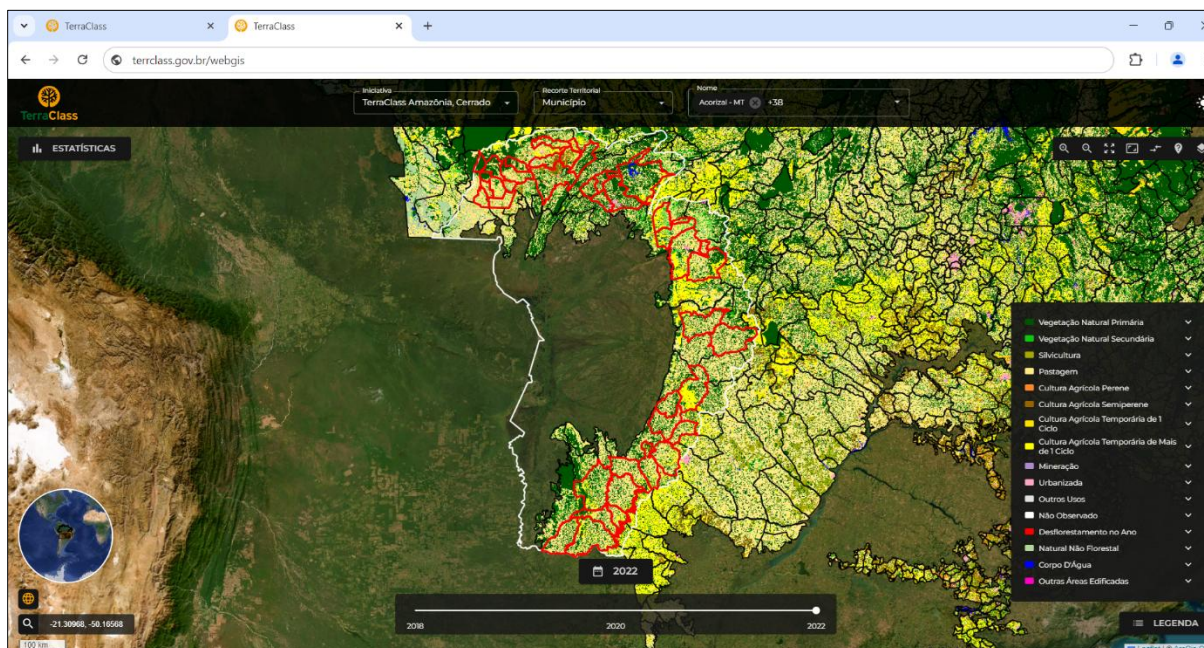 TerraClass
TerraClass
terrclass.gov.br/webgis
TerraClass
Iniciativa
TerraClass Amazônia, Cerrado
Recorte Territorial
Município
Nome
Acorizal - MT +38
ESTATÍSTICAS
Vegetação Natural Primária
Vegetação Natural Secundária
Silvicultura
Pastagem
Cultura Agrícola Perene
Cultura Agrícola Semiperene
Cultura Agrícola Temporária de 1
Ciclo
Cultura Agrícola Temporária de Mais
de 1 Ciclo
Mineração
Urbanizada
Outros Usos
Não Observado
Desflorestamento no Ano
Natural Não Florestal
Corpo D'Água
Outras Áreas Edificadas
2022
2018
2020
2022
-21.30968, -50.16568
100 km
LEGENDA